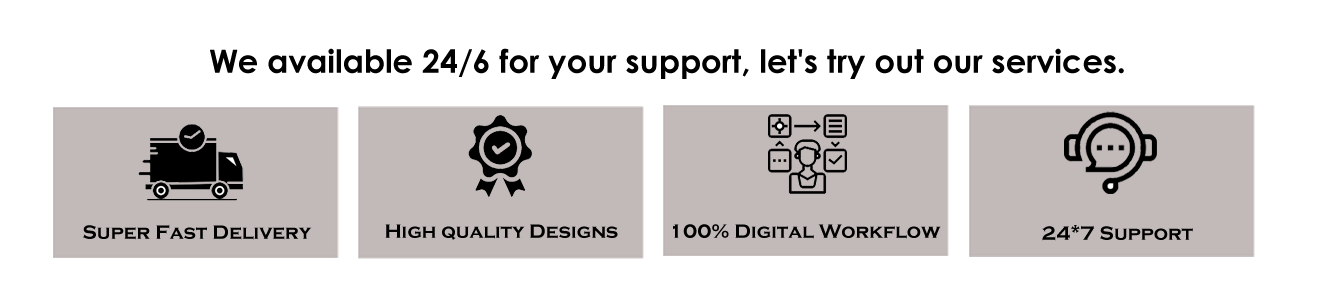 We available 24/6 for your support, let's try out our services.
Super Fast Delivery
High quality Designs
100% Digital Workflow
24*7 Support